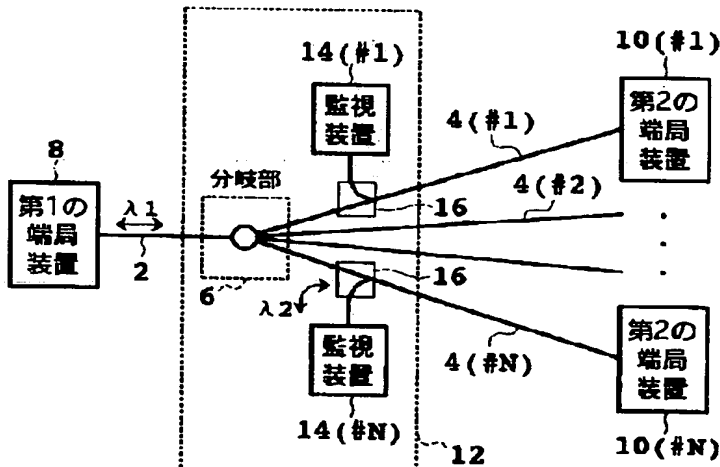 14(#1)
10(#1)
監視
装置
第2の
端局
装置
4(#1)
8
分岐部
4(#2)
第1の
端局
装置
λ1
16
2
6
λ2
16
監視
装置
4(#N)
第2の
端局
装置
14(#N)
12
10(#N)